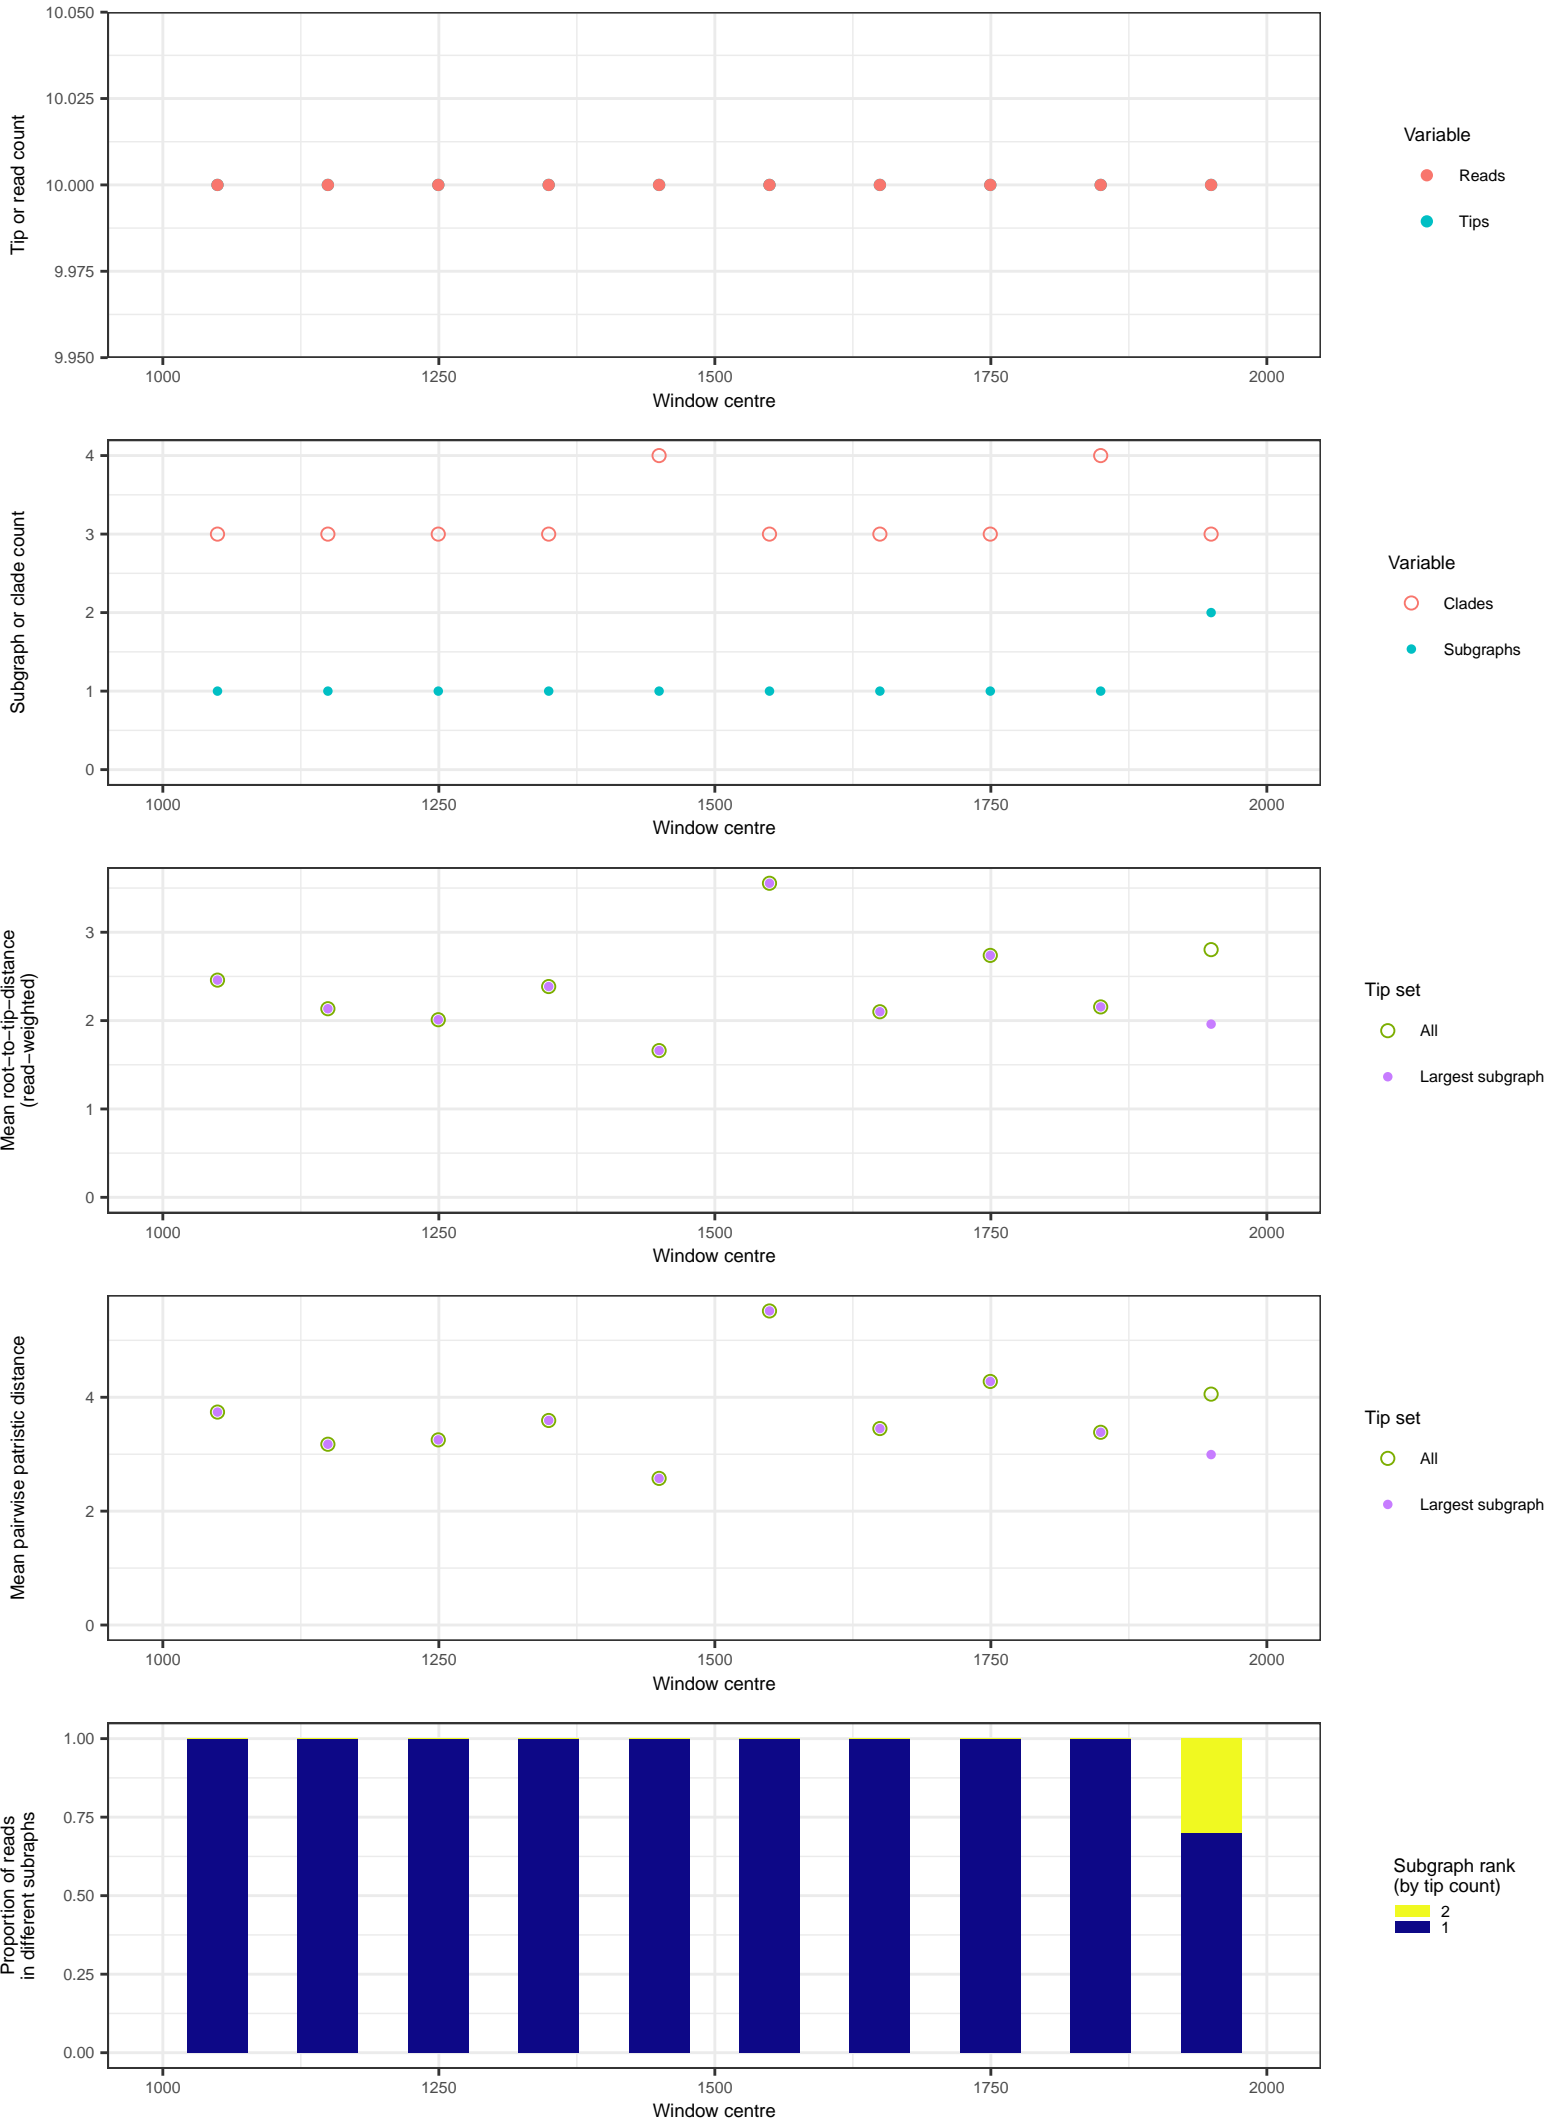 10.050
10.025
10.000
9.975
9.950
Tip or read count
1000 1250 1500 1750 2000
Window centre
Variable
Reads
Tips
4
3
2
1
0
Subgraph or clade count
1000 1250 1500 1750 2000
Window centre
Variable
Clades
Subgraphs
3
2
1
0
Mean root−to−tip−distance
(read−weighted)
1000 1250 1500 1750 2000
Window centre
Tip set
All
Largest subgraph
4
2
0
Mean pairwise patristic distance
1000 1250 1500 1750 2000
Window centre
Tip set
All
Largest subgraph
1.00
0.75
0.50
0.25
0.00
Proportion of reads
in different subraphs
1000 1250 1500 1750 2000
Window centre
Subgraph rank
(by tip count)
2
1